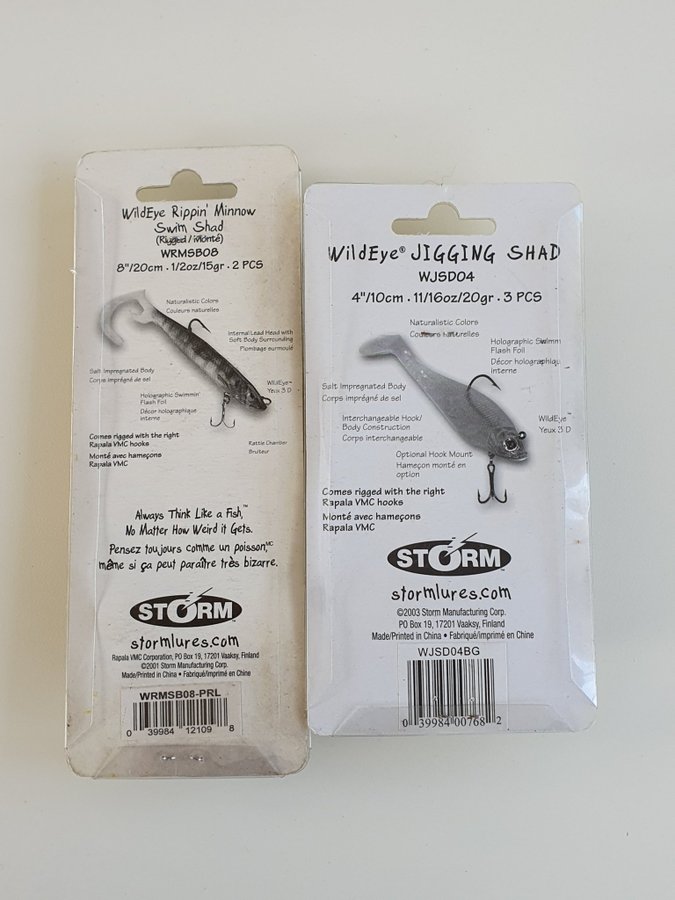 WildEye Rippin' Minnow
Swim Shad
(Rigged / Monté)
WRMSB08
8"/20cm . 1/2oz/15gr . 2 PCS
Naturalistic Colors
Couleurs naturelles
Internal Lead Head with
Soft Body Surrounding
Plombage surmoulé
Salt Impregnated Body
Corps imprégné de sel
WildEye™
Yeux 3 D
Holographic Swimmin'
Flash Foil
Décor holographique
interne
Comes rigged with the right
Rapala VMC hooks
Monté avec hameçons
Rapala VMC
Rattle Chamber
Bruiteur
Always Think Like a Fish,™
No Matter How Weird it Gets.
Pensez toujours comme un poisson,MC
même si ça peut paraître très bizarre.
STORM
stormlures.com
Rapala VMC Corporation, PO Box 19, 17201 Vaaksy, Finland
©2001 Storm Manufacturing Corp.
Made/Printed in China • Fabriqué/imprimé en Chine
WRMSB08-PRL
0 39984 12109 8
WildEye® JIGGING SHAD
WJSD04
4"/10cm . 11/16oz/20gr . 3 PCS
Naturalistic Colors
Couleurs naturelles
Holographic Swimm
Flash Foil
Décor holographiqu
interne
Salt Impregnated Body
Corps imprégné de sel
Interchangeable Hook/
Body Construction
Corps interchangeable
WildEye™
Yeux 3 D
Optional Hook Mount
Hameçon monté en
option
Comes rigged with the right
Rapala VMC hooks
Monté avec hameçons
Rapala VMC
STORM
stormlures.com
©2003 Storm Manufacturing Corp.
PO Box 19, 17201 Vaaksy, Finland
Made/Printed in China • Fabriqué/imprimé en Chine
WJSD04BG
0 39984 00768 2